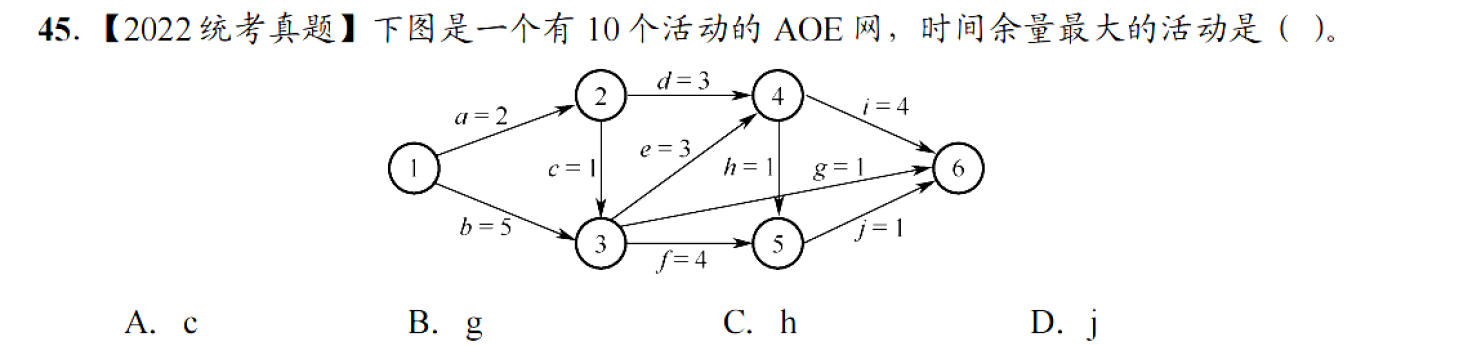 45. 【2022统考真题】下图是一个有 10 个活动的 AOE 网，时间余量最大的活动是（ ）。
2 d=3 4
a=2 i=4
1 c=1 e=3 h=1 g=1 6
b=5 3 f=4 5 j=1
A. c B. g C. h D. j